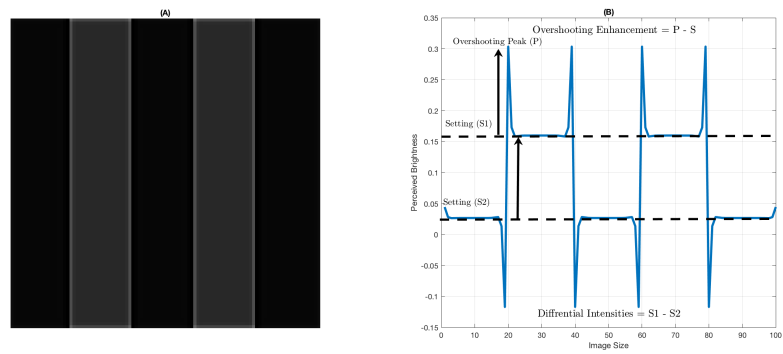 (A)
(B)
0.35
0.3
0.25
0.2
0.15
0.1
0.05
0
-0.05
-0.1
-0.15
Perceived Brightness
Overshooting Enhancement = P - S
Overshooting Peak (P)
Setting (S1)
Setting (S2)
Diffrential Intensities = S1 - S2
0 10 20 30 40 50 60 70 80 90 100
Image Size